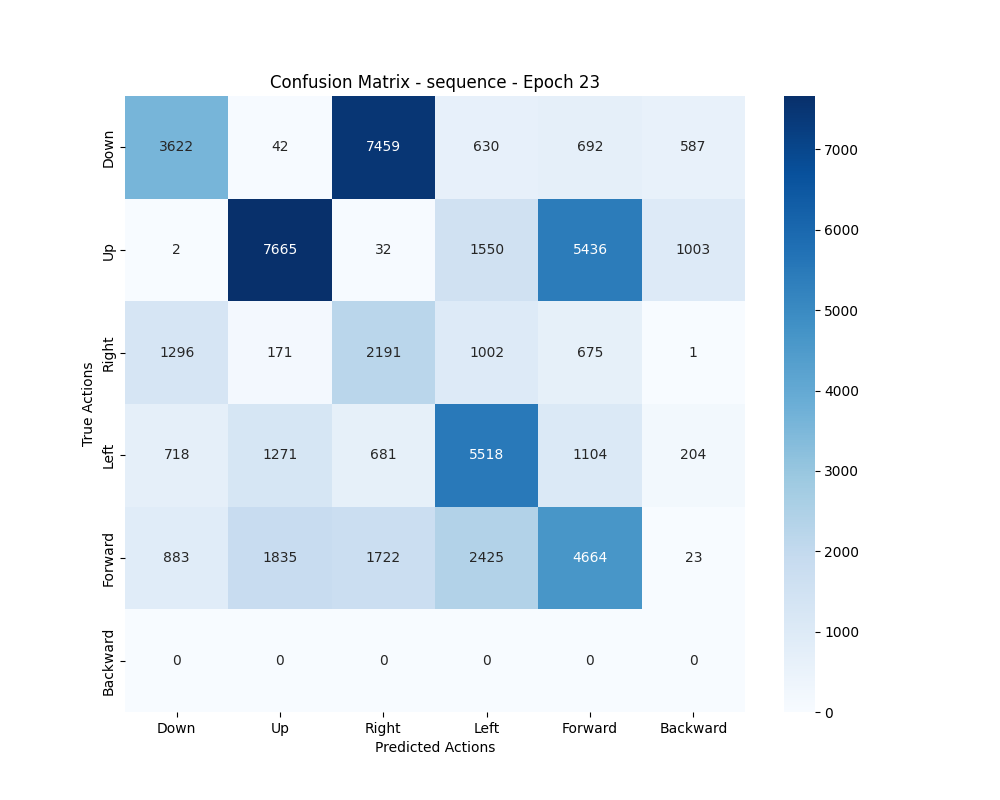 Confusion Matrix - sequence - Epoch 23
True Actions
Down 3622 42 7459 630 692 587
Up 2 7665 32 1550 5436 1003
Right 1296 171 2191 1002 675 1
Left 718 1271 681 5518 1104 204
Forward 883 1835 1722 2425 4664 23
Backward 0 0 0 0 0 0
Down Up Right Left Forward Backward
Predicted Actions
7000
6000
5000
4000
3000
2000
1000
0